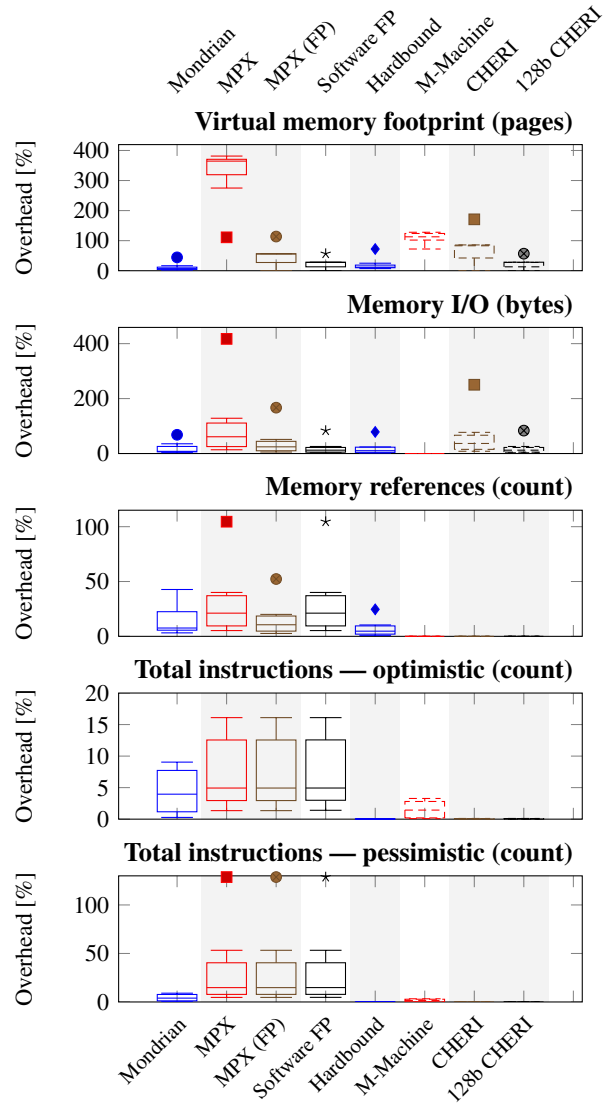 Mondrian
MPX
MPX (FP)
Software FP
Hardbound
M-Machine
CHERI
128b CHERI
Virtual memory footprint (pages)
Overhead [%]
400
300
200
100
0
Memory I/O (bytes)
Overhead [%]
400
200
0
Memory references (count)
Overhead [%]
100
50
0
Total instructions — optimistic (count)
Overhead [%]
20
15
10
5
0
Total instructions — pessimistic (count)
Overhead [%]
100
50
0
Mondrian
MPX
MPX (FP)
Software FP
Hardbound
M-Machine
CHERI
128b CHERI